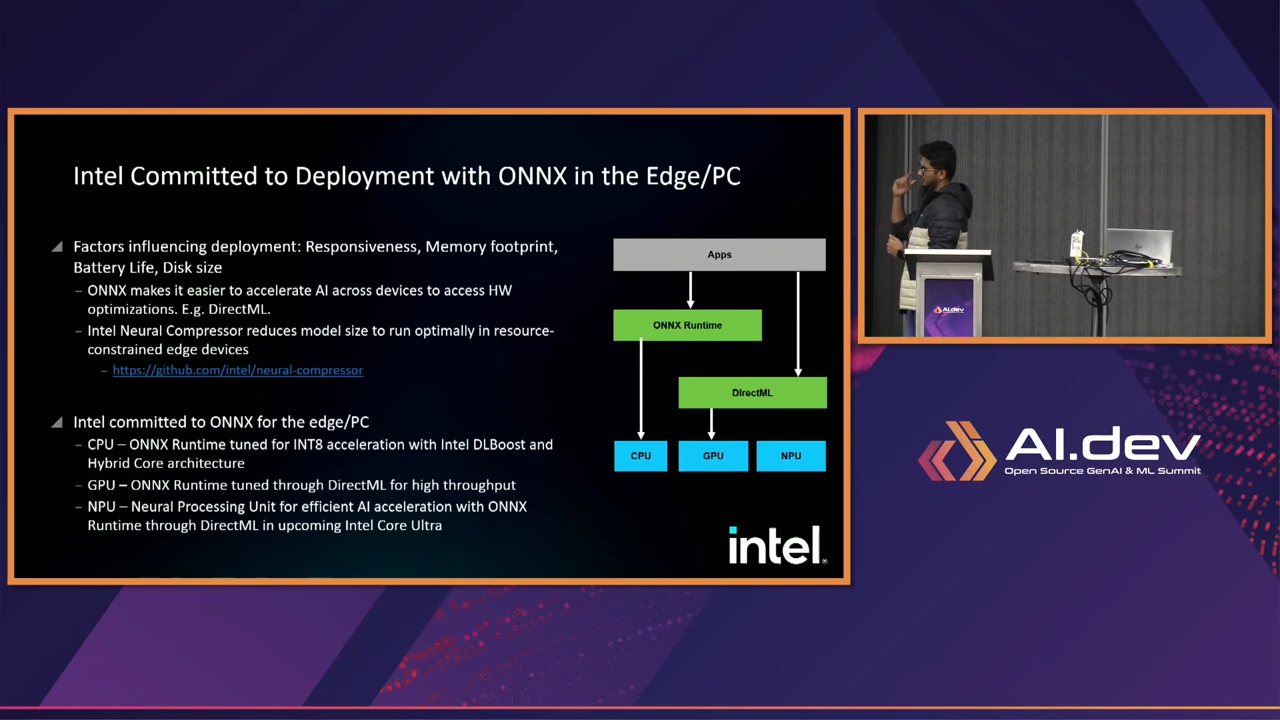 Intel Committed to Deployment with ONNX in the Edge/PC
Factors influencing deployment: Responsiveness, Memory footprint,
Battery Life, Disk size
– ONNX makes it easier to accelerate AI across devices to access HW
optimizations. E.g. DirectML.
– Intel Neural Compressor reduces model size to run optimally in resource-
constrained edge devices
– https://github.com/intel/neural-compressor
Intel committed to ONNX for the edge/PC
– CPU – ONNX Runtime tuned for INT8 acceleration with Intel DLBoost and
Hybrid Core architecture
– GPU – ONNX Runtime tuned through DirectML for high throughput
– NPU – Neural Processing Unit for efficient AI acceleration with ONNX
Runtime through DirectML in upcoming Intel Core Ultra
Apps
ONNX Runtime
DirectML
CPU
GPU
NPU
intel.
AI.dev
AI.dev
Open Source GenAI & ML Summit